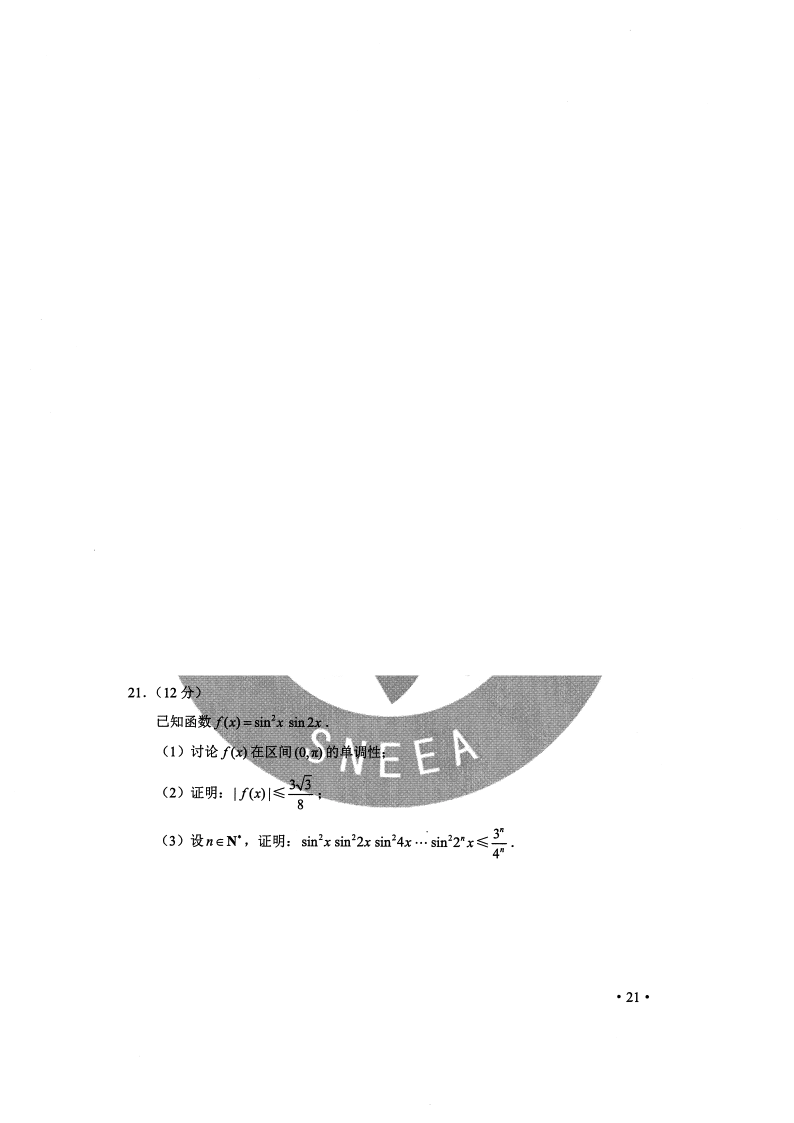 21．（12 分）
已知函数 f(x) = sin²x sin 2x．
（1）讨论 f(x) 在区间 (0, π) 的单调性；
（2）证明：| f(x) |≤ 3√3/8；
（3）设 n∈N*，证明：sin²x sin²2x sin²4x ⋯ sin²2ⁿx ≤ 3ⁿ/4ⁿ．
SNEEA
· 21 ·